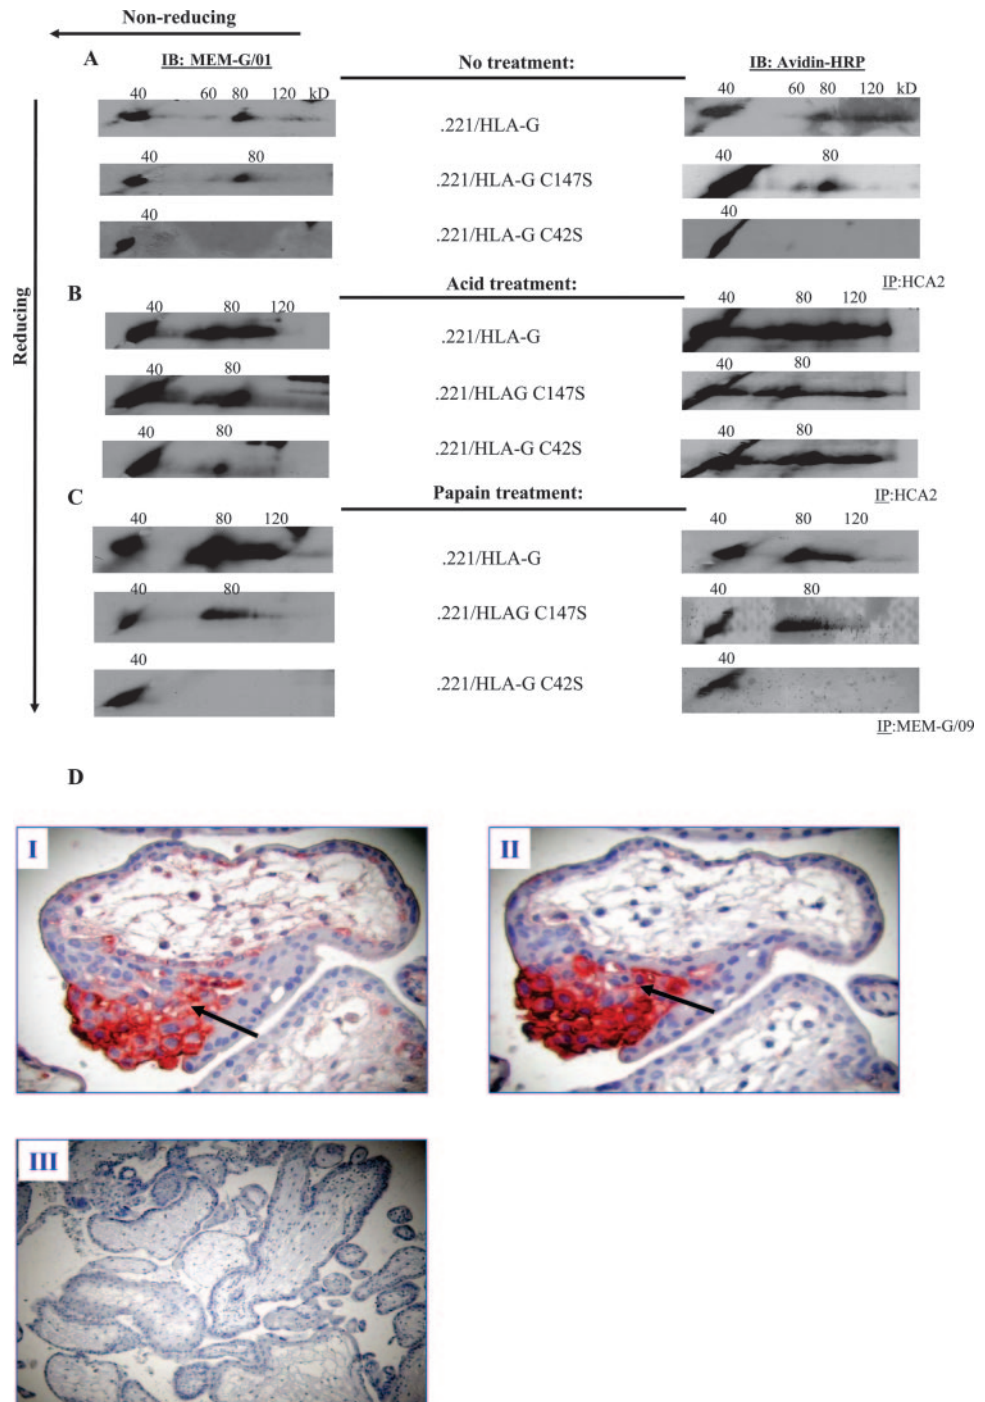 Non-reducing
A
IB: MEM-G/01
No treatment:
IB: Avidin-HRP
40 60 80 120 kD
40 60 80 120 kD
.221/HLA-G
40 80
40 80
.221/HLA-G C147S
40
40
.221/HLA-G C42S
Reducing
IP:HCA2
B
Acid treatment:
40 80 120
40 80 120
.221/HLA-G
40 80
40 80
.221/HLAG C147S
40 80
40 80
.221/HLA-G C42S
C
Papain treatment:
IP:HCA2
40 80 120
40 80 120
.221/HLA-G
40 80
40 80
.221/HLAG C147S
40
40
.221/HLA-G C42S
IP:MEM-G/09
D
I
II
III